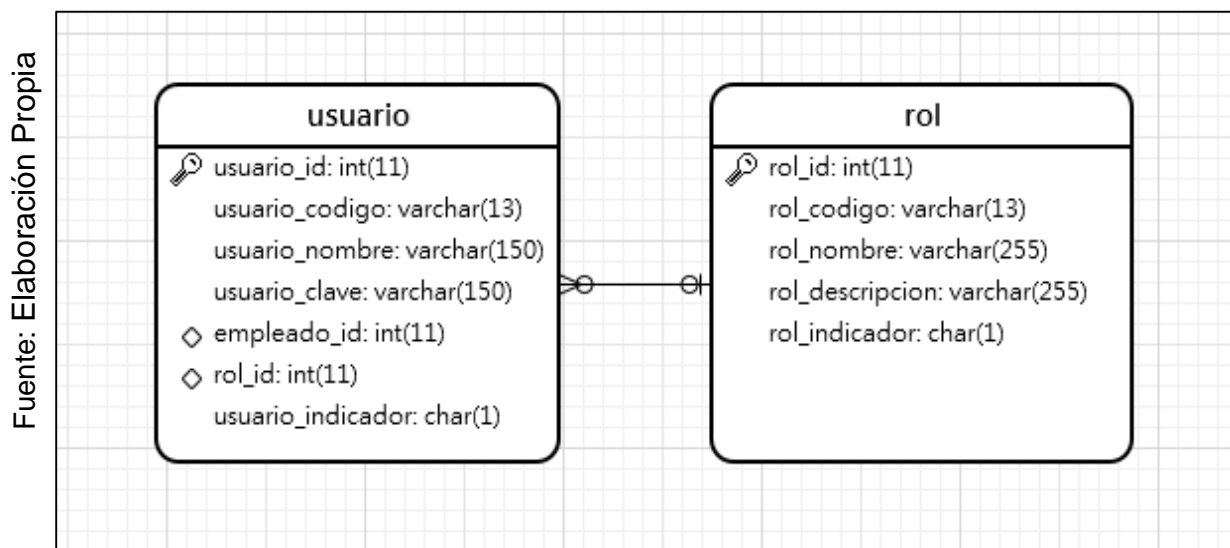 Fuente: Elaboración Propia
usuario
usuario_id: int(11)
usuario_codigo: varchar(13)
usuario_nombre: varchar(150)
usuario_clave: varchar(150)
empleado_id: int(11)
rol_id: int(11)
usuario_indicador: char(1)
rol
rol_id: int(11)
rol_codigo: varchar(13)
rol_nombre: varchar(255)
rol_descripcion: varchar(255)
rol_indicador: char(1)